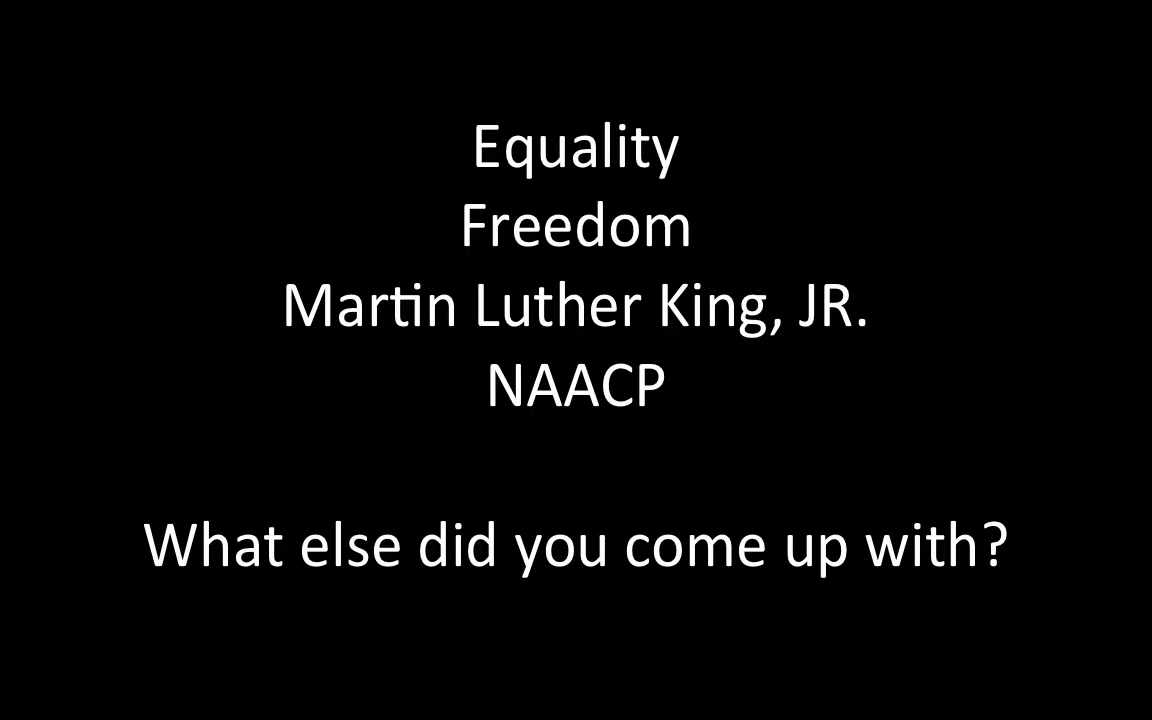 Equality
Freedom
Martin Luther King, JR.
NAACP
What else did you come up with?